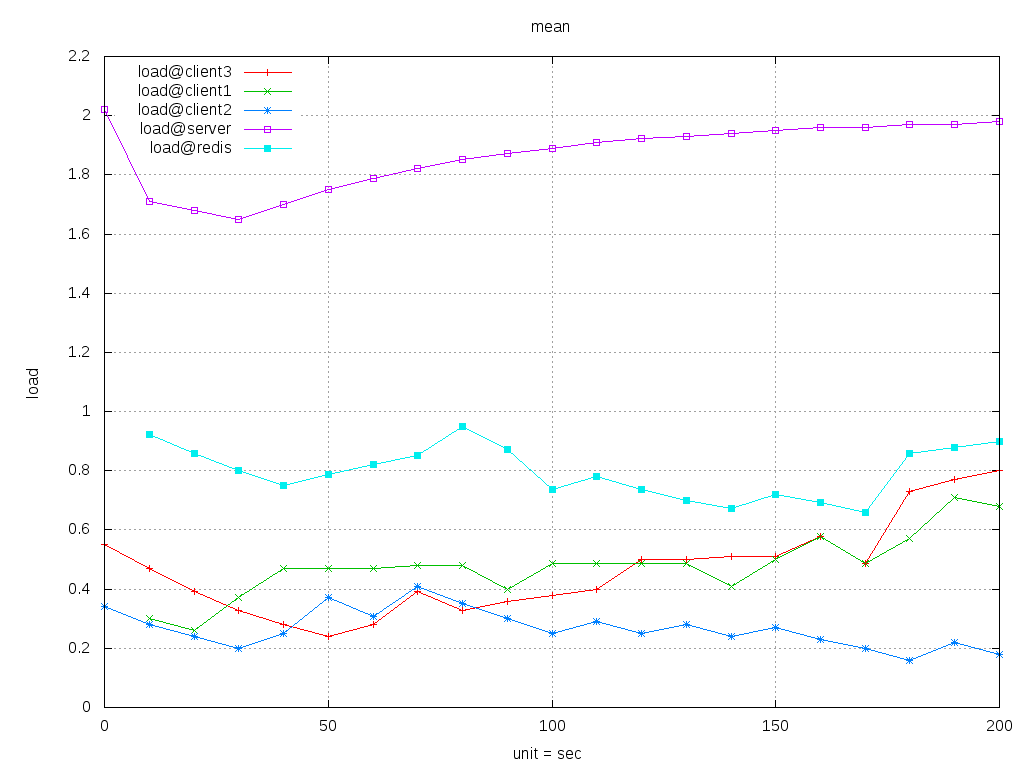 mean
2.2
2
1.8
1.6
1.4
1.2
1
0.8
0.6
0.4
0.2
0
load
load@client3
load@client1
load@client2
load@server
load@redis
0 50 100 150 200
unit = sec